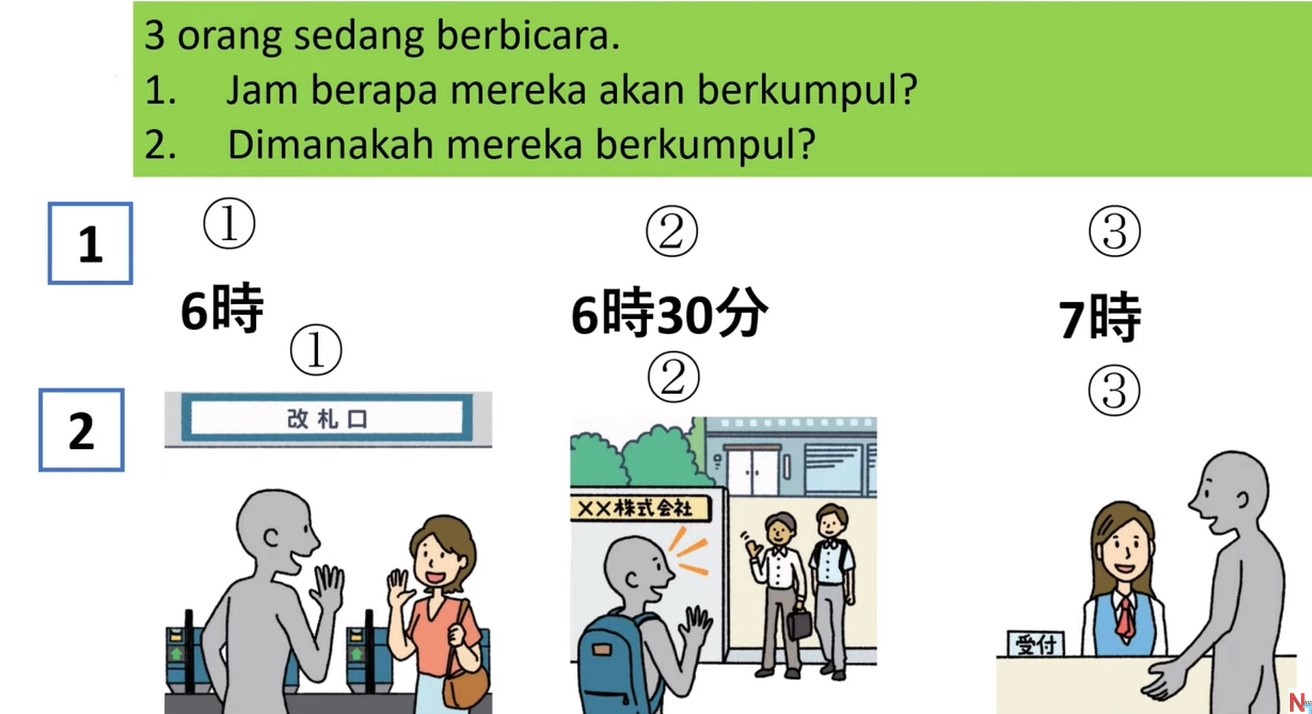 3 orang sedang berbicara.
1. Jam berapa mereka akan berkumpul?
2. Dimanakah mereka berkumpul?
1
① ② ③
6時 6時30分 7時
2
① ② ③
改札口
××株式会社
受付